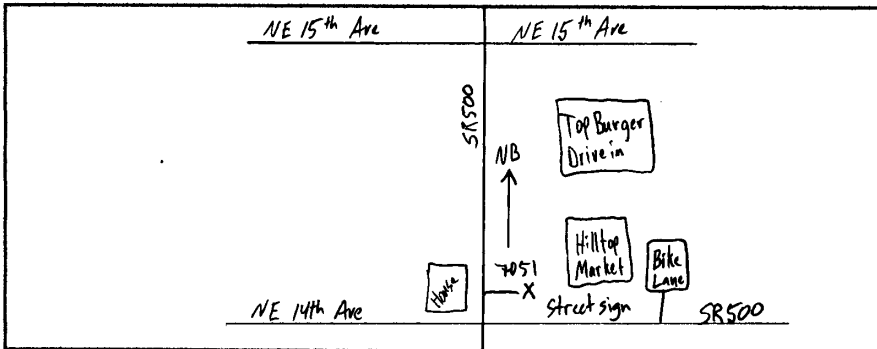 NE 15th Ave
NE 15th Ave
SR500
Top Burger
Drive in
NB
Hilltop
Market
Bike
Lane
7051
House
X
Street sign
NE 14th Ave
SR500